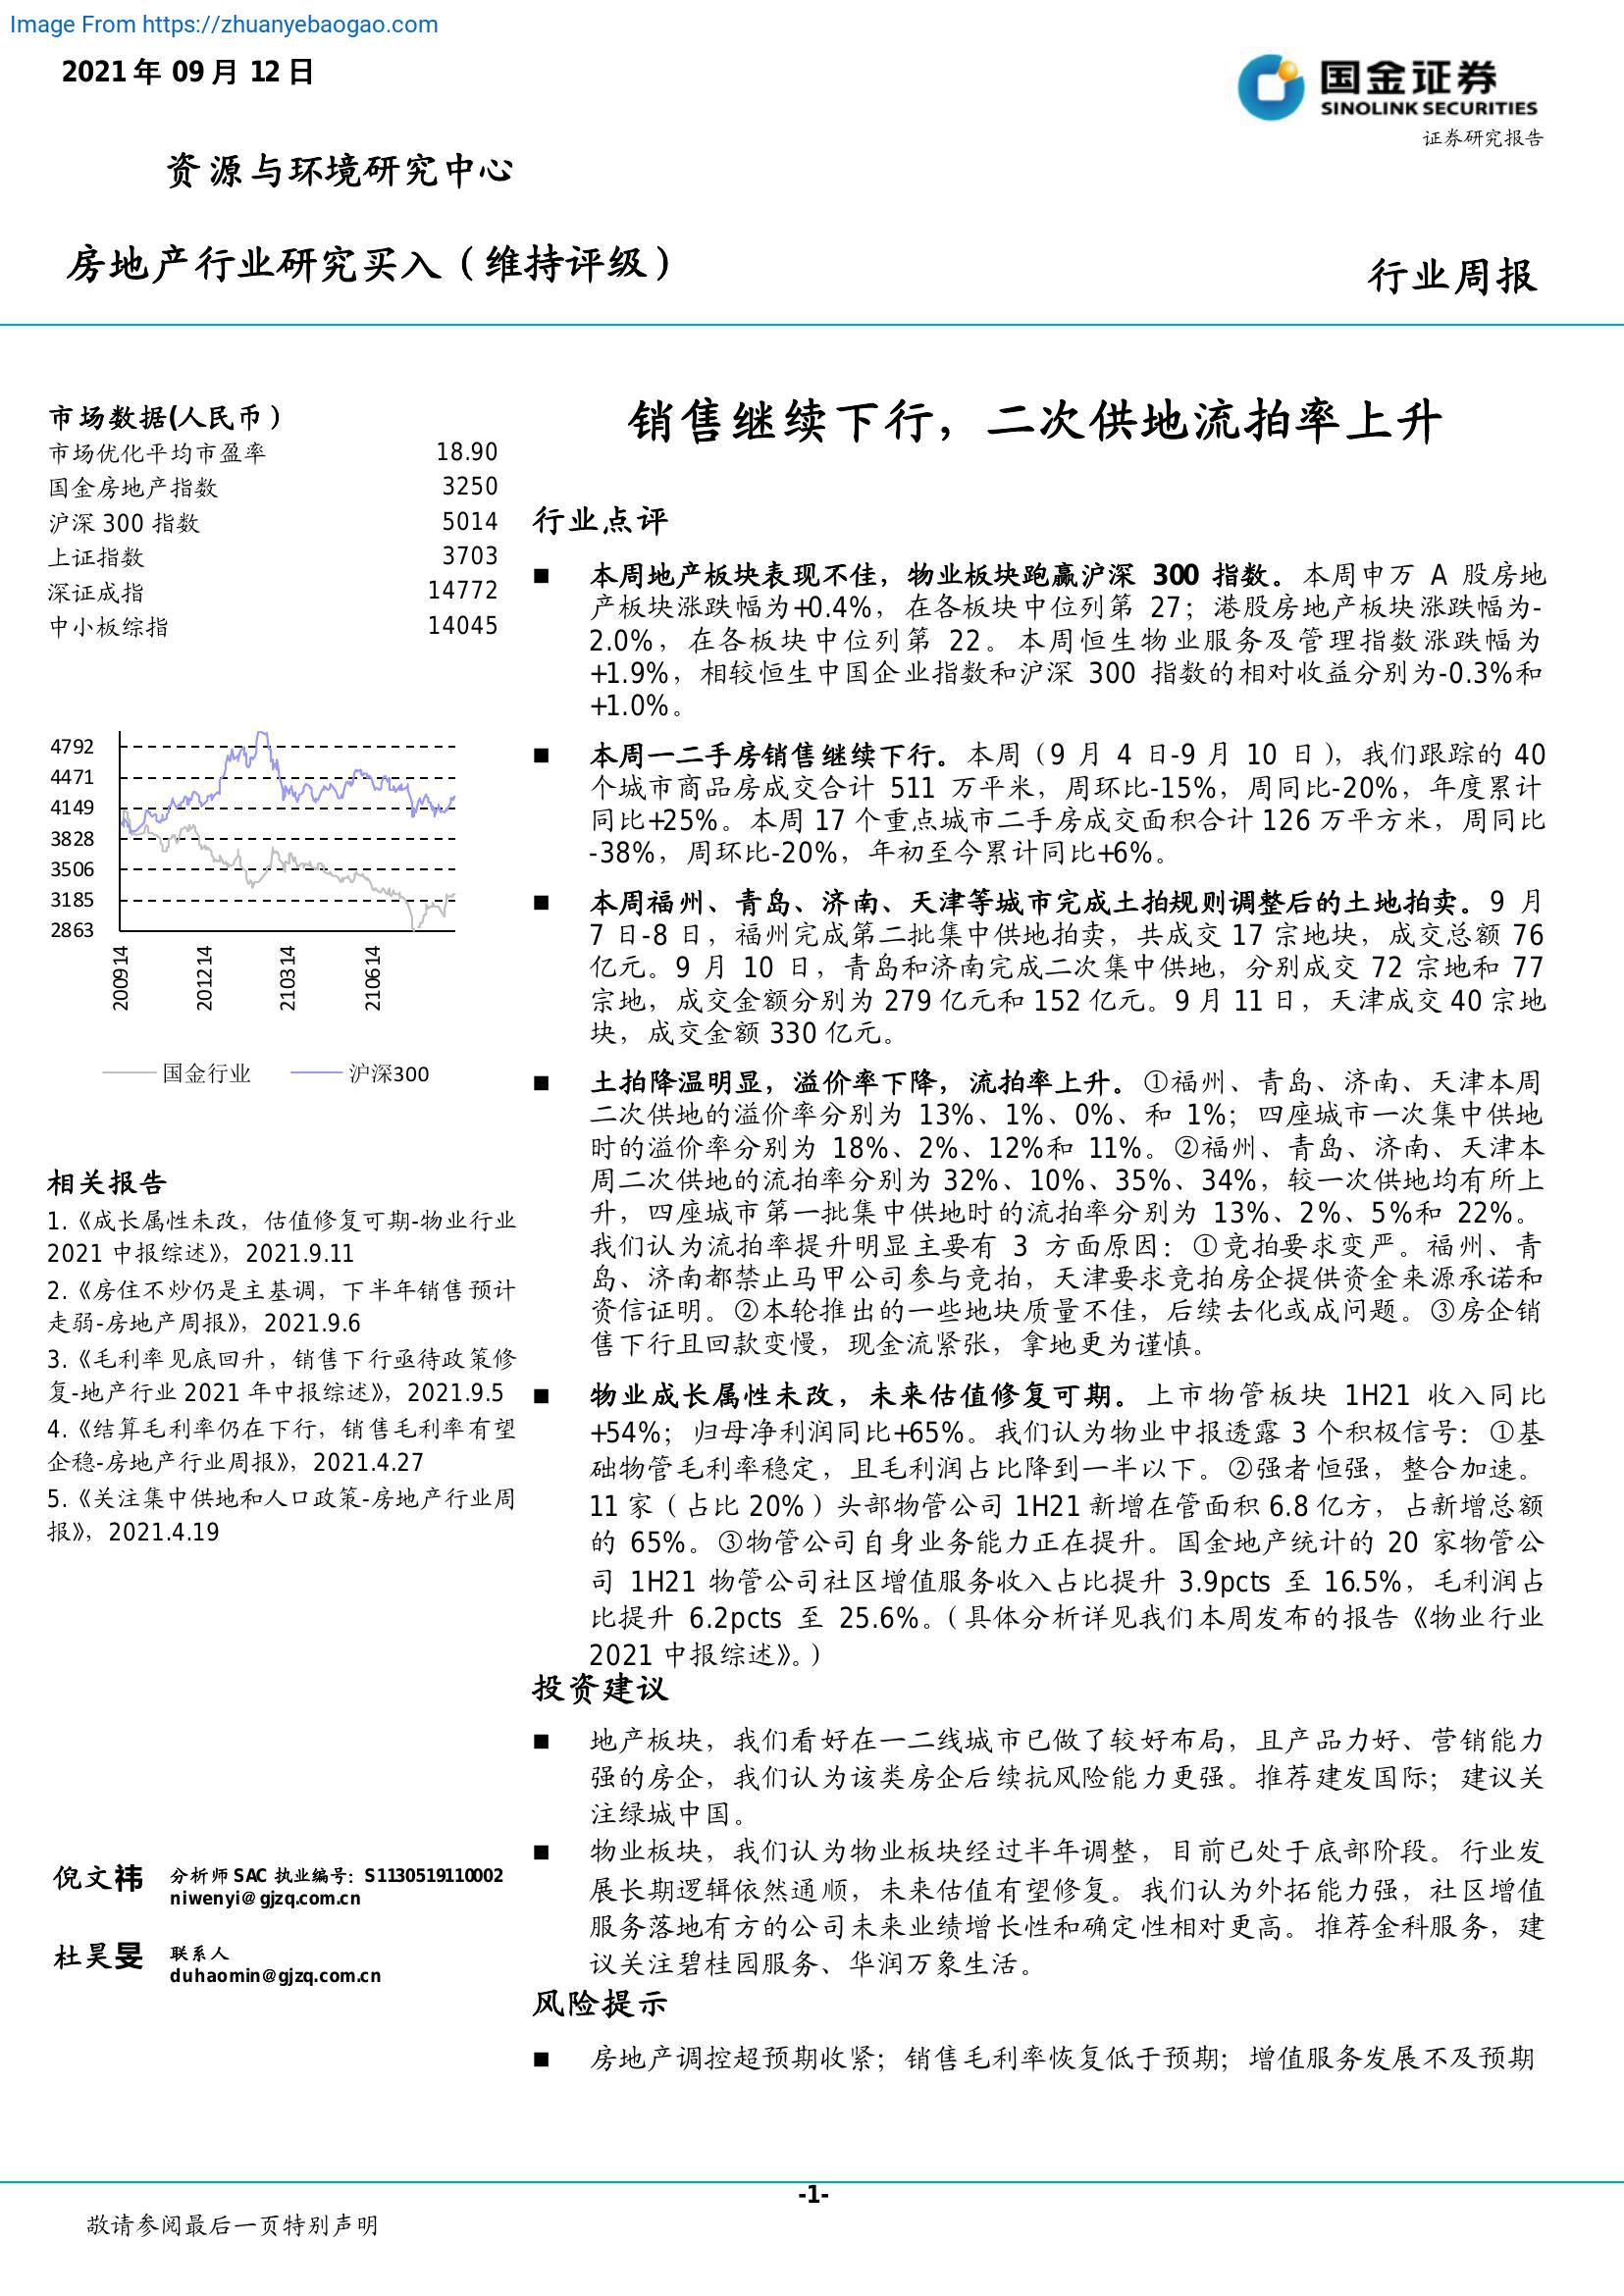 Image From https://zhuanyebaogao.com
2021 年 09 月 12 日
国金证券
SINOLINK SECURITIES
证券研究报告
资源与环境研究中心
房地产行业研究买入（维持评级）
行业周报
市场数据(人民币）
市场优化平均市盈率 18.90
国金房地产指数 3250
沪深 300 指数 5014
上证指数 3703
深证成指 14772
中小板综指 14045
4792
4471
4149
3828
3506
3185
2863
200914
201214
210314
210614
国金行业
沪深300
相关报告
1.《成长属性未改，估值修复可期-物业行业
2021 中报综述》，2021.9.11
2.《房住不炒仍是主基调，下半年销售预计
走弱-房地产周报》，2021.9.6
3.《毛利率见底回升，销售下行亟待政策修
复-地产行业 2021 年中报综述》，2021.9.5
4.《结算毛利率仍在下行，销售毛利率有望
企稳-房地产行业周报》，2021.4.27
5.《关注集中供地和人口政策-房地产行业周
报》，2021.4.19
倪文祎 分析师 SAC 执业编号：S1130519110002
niwenyi@gjzq.com.cn
杜昊旻 联系人
duhaomin@gjzq.com.cn
销售继续下行，二次供地流拍率上升
行业点评
■ 本周地产板块表现不佳，物业板块跑赢沪深 300 指数。本周申万 A 股房地
产板块涨跌幅为+0.4%，在各板块中位列第 27；港股房地产板块涨跌幅为-
2.0%，在各板块中位列第 22。本周恒生物业服务及管理指数涨跌幅为
+1.9%，相较恒生中国企业指数和沪深 300 指数的相对收益分别为-0.3%和
+1.0%。
■ 本周一二手房销售继续下行。本周（9 月 4 日-9 月 10 日），我们跟踪的 40
个城市商品房成交合计 511 万平米，周环比-15%，周同比-20%，年度累计
同比+25%。本周 17 个重点城市二手房成交面积合计 126 万平方米，周同比
-38%，周环比-20%，年初至今累计同比+6%。
■ 本周福州、青岛、济南、天津等城市完成土拍规则调整后的土地拍卖。9 月
7 日-8 日，福州完成第二批集中供地拍卖，共成交 17 宗地块，成交总额 76
亿元。9 月 10 日，青岛和济南完成二次集中供地，分别成交 72 宗地和 77
宗地，成交金额分别为 279 亿元和 152 亿元。9 月 11 日，天津成交 40 宗地
块，成交金额 330 亿元。
■ 土拍降温明显，溢价率下降，流拍率上升。①福州、青岛、济南、天津本周
二次供地的溢价率分别为 13%、1%、0%、和 1%；四座城市一次集中供地
时的溢价率分别为 18%、2%、12%和 11%。②福州、青岛、济南、天津本
周二次供地的流拍率分别为 32%、10%、35%、34%，较一次供地均有所上
升，四座城市第一批集中供地时的流拍率分别为 13%、2%、5%和 22%。
我们认为流拍率提升明显主要有 3 方面原因：①竞拍要求变严。福州、青
岛、济南都禁止马甲公司参与竞拍，天津要求竞拍房企提供资金来源承诺和
资信证明。②本轮推出的一些地块质量不佳，后续去化或成问题。③房企销
售下行且回款变慢，现金流紧张，拿地更为谨慎。
■ 物业成长属性未改，未来估值修复可期。上市物管板块 1H21 收入同比
+54%；归母净利润同比+65%。我们认为物业中报透露 3 个积极信号：①基
础物管毛利率稳定，且毛利润占比降到一半以下。②强者恒强，整合加速。
11 家（占比 20%）头部物管公司 1H21 新增在管面积 6.8 亿方，占新增总额
的 65%。③物管公司自身业务能力正在提升。国金地产统计的 20 家物管公
司 1H21 物管公司社区增值服务收入占比提升 3.9pcts 至 16.5%，毛利润占
比提升 6.2pcts 至 25.6%。（具体分析详见我们本周发布的报告《物业行业
2021 中报综述》。）
投资建议
■ 地产板块，我们看好在一二线城市已做了较好布局，且产品力好、营销能力
强的房企，我们认为该类房企后续抗风险能力更强。推荐建发国际；建议关
注绿城中国。
■ 物业板块，我们认为物业板块经过半年调整，目前已处于底部阶段。行业发
展长期逻辑依然通顺，未来估值有望修复。我们认为外拓能力强，社区增值
服务落地有方的公司未来业绩增长性和确定性相对更高。推荐金科服务，建
议关注碧桂园服务、华润万象生活。
风险提示
■ 房地产调控超预期收紧；销售毛利率恢复低于预期；增值服务发展不及预期
-1-
敬请参阅最后一页特别声明